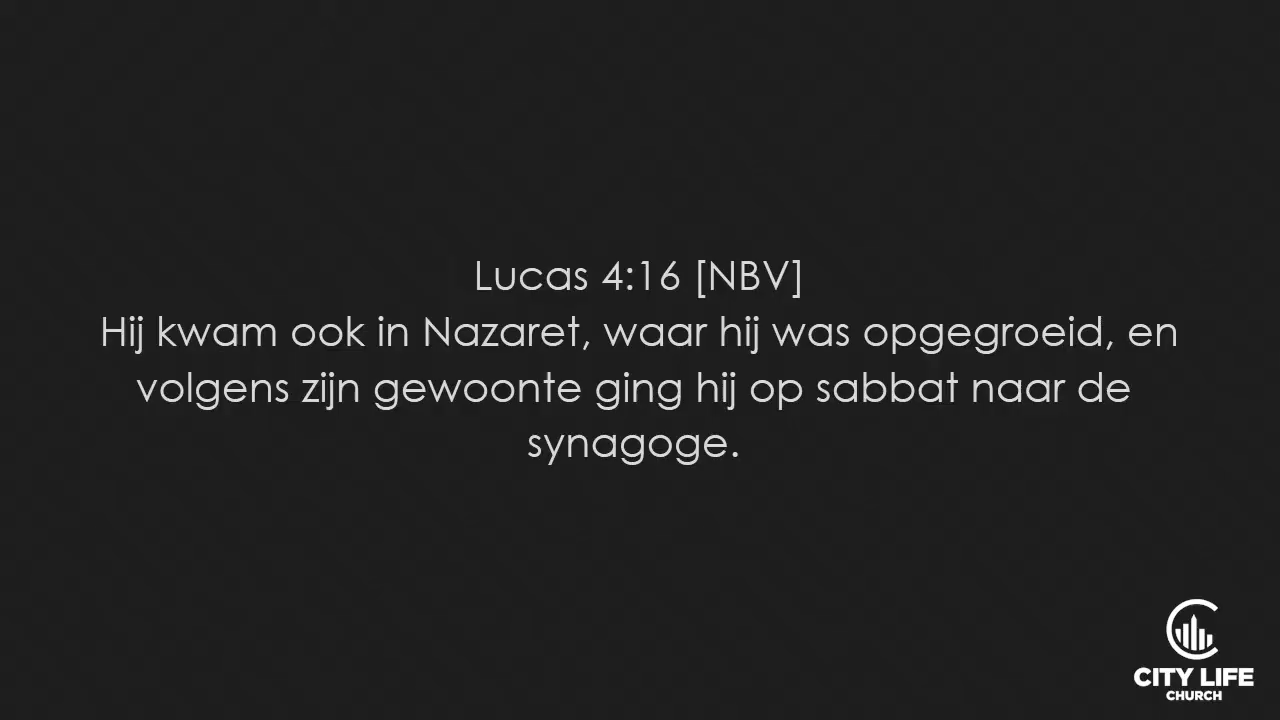 Lucas 4:16 [NBV]
Hij kwam ook in Nazaret, waar hij was opgegroeid, en
volgens zijn gewoonte ging hij op sabbat naar de
synagoge.
CITY LIFE
CHURCH